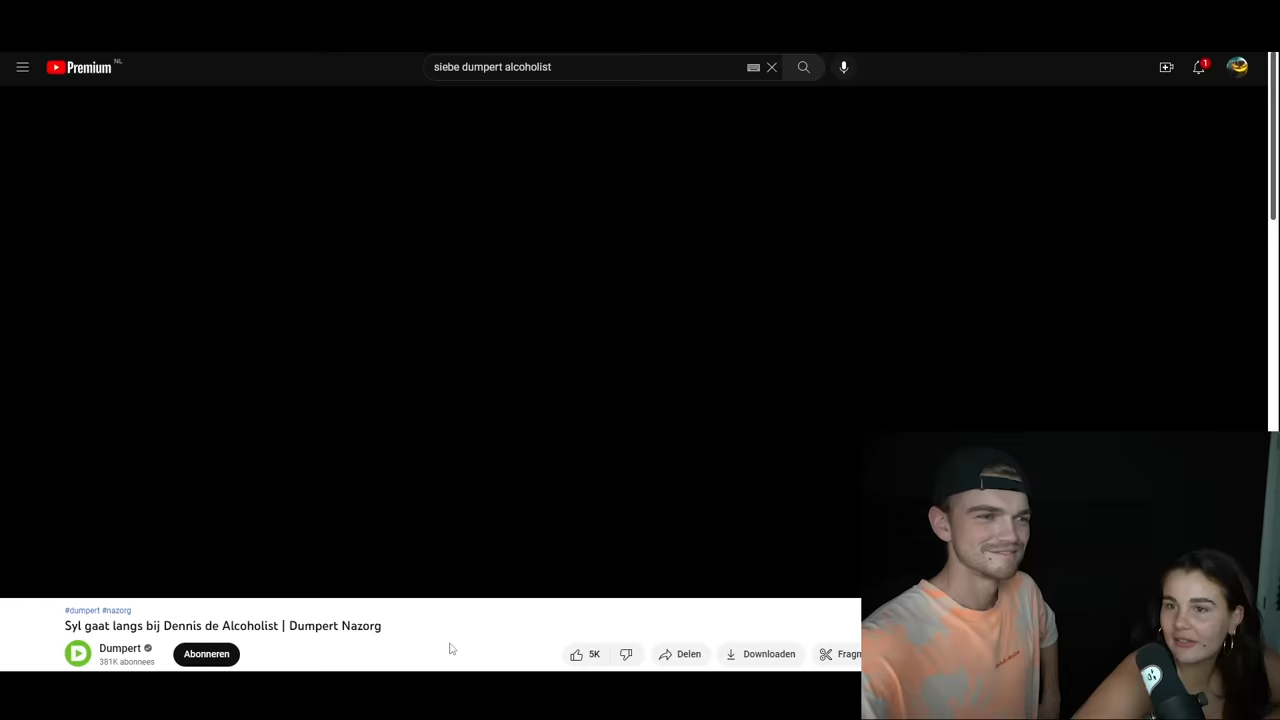 Premium NL
siebe dumpert alcoholist
1
#dumpert #nazorg
Syl gaat langs bij Dennis de Alcoholist | Dumpert Nazorg
Dumpert
381K abonnees
Abonneren
5K
Delen
Downloaden
Fragm